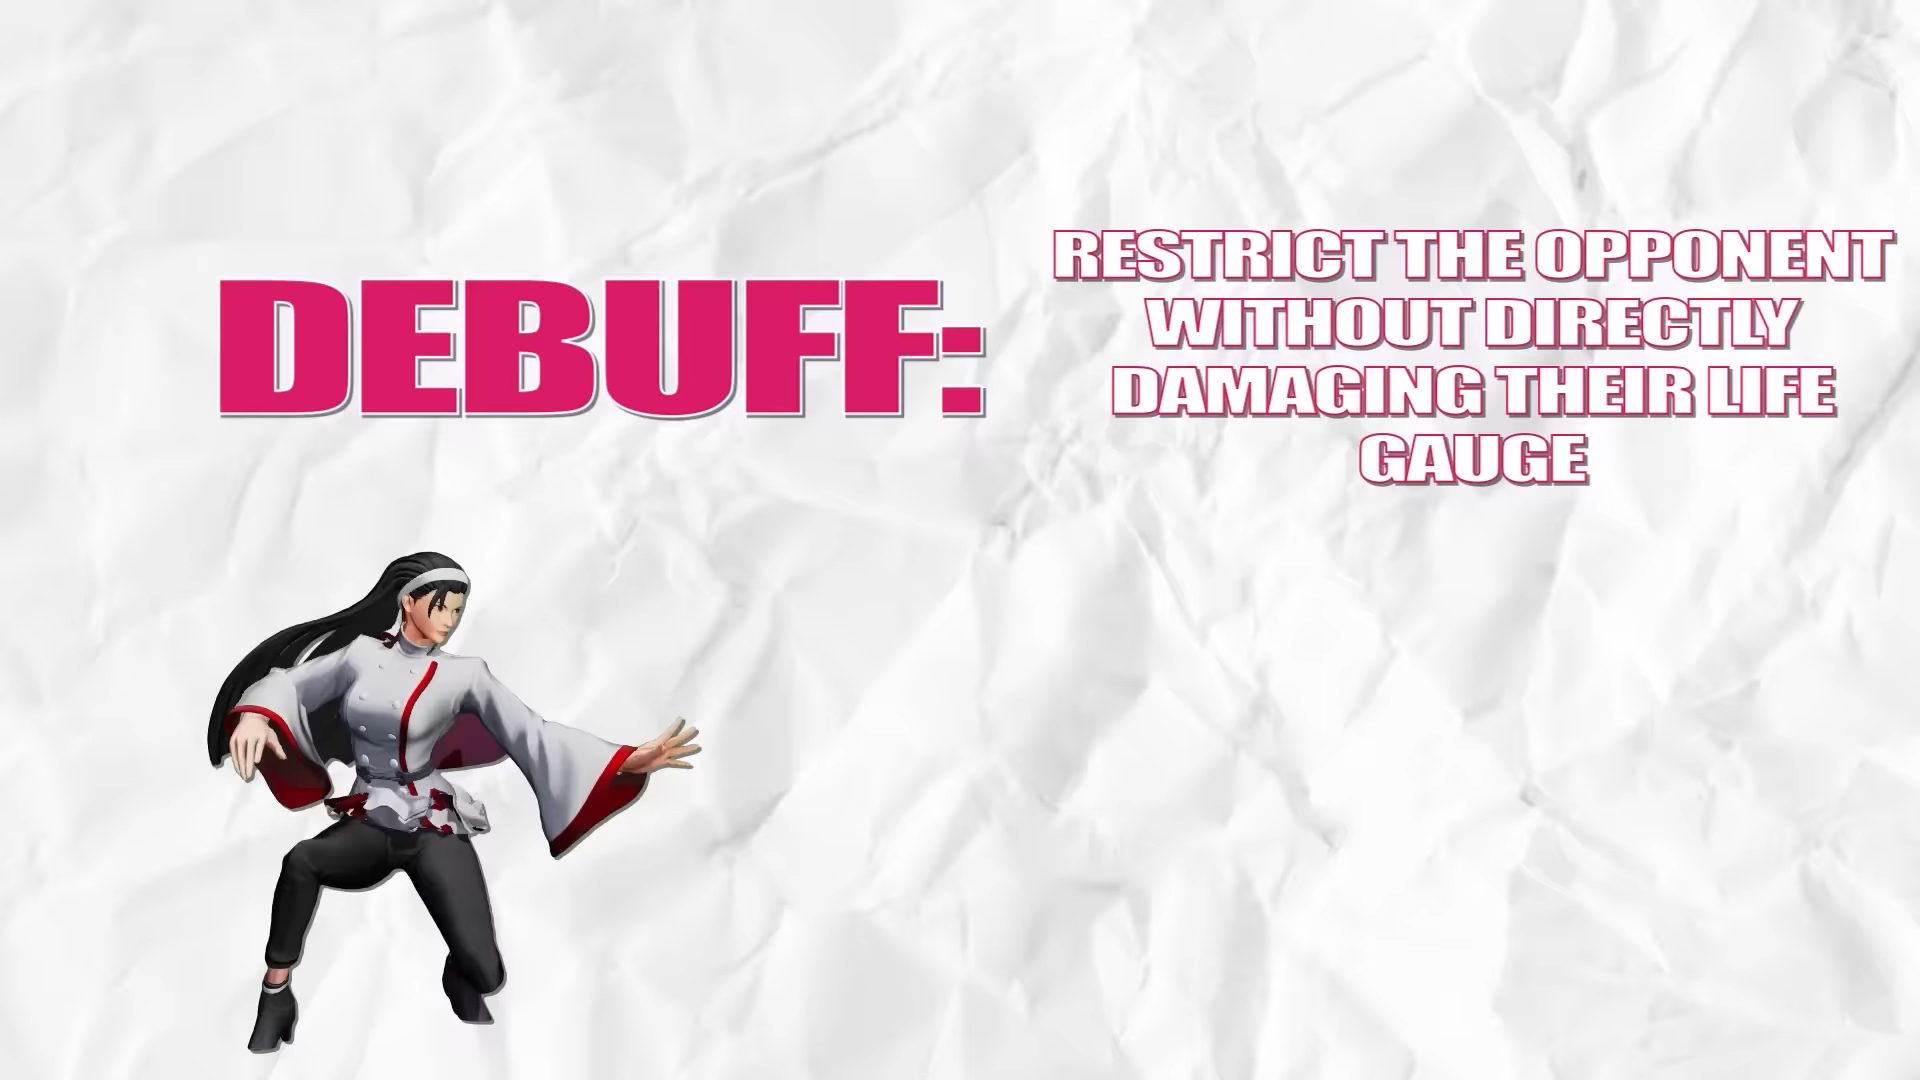 DEBUFF:
RESTRICT THE OPPONENT
WITHOUT DIRECTLY
DAMAGING THEIR LIFE
GAUGE